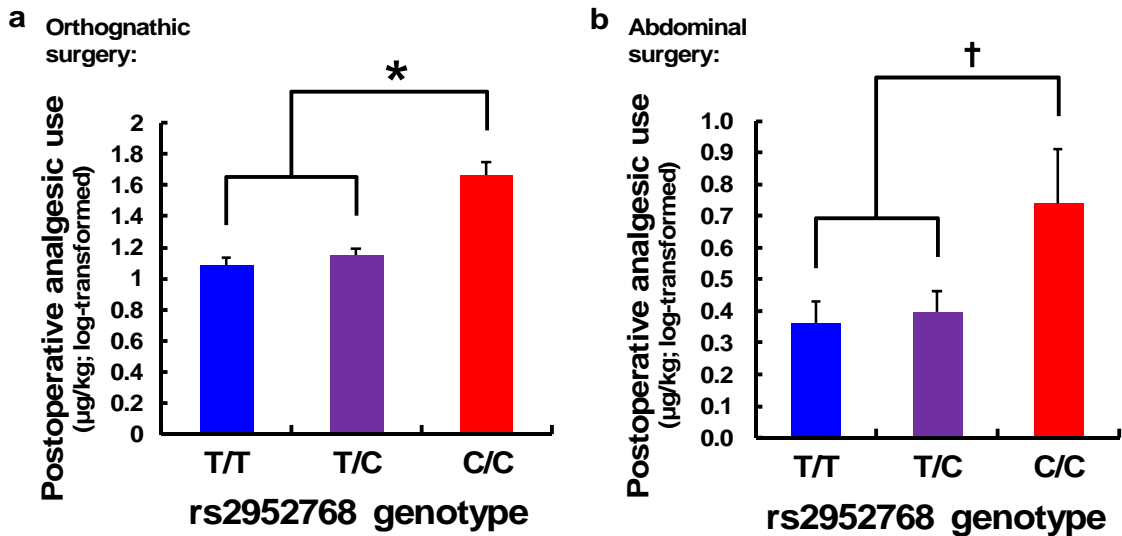 a
Orthognathic
surgery:
*
Postoperative analgesic use
(µg/kg; log-transformed)
2
1.8
1.6
1.4
1.2
1
0.8
0.6
0.4
0.2
0
T/T T/C C/C
rs2952768 genotype
b
Abdominal
surgery:
†
Postoperative analgesic use
(µg/kg; log-transformed)
1.0
0.9
0.8
0.7
0.6
0.5
0.4
0.3
0.2
0.1
0.0
T/T T/C C/C
rs2952768 genotype